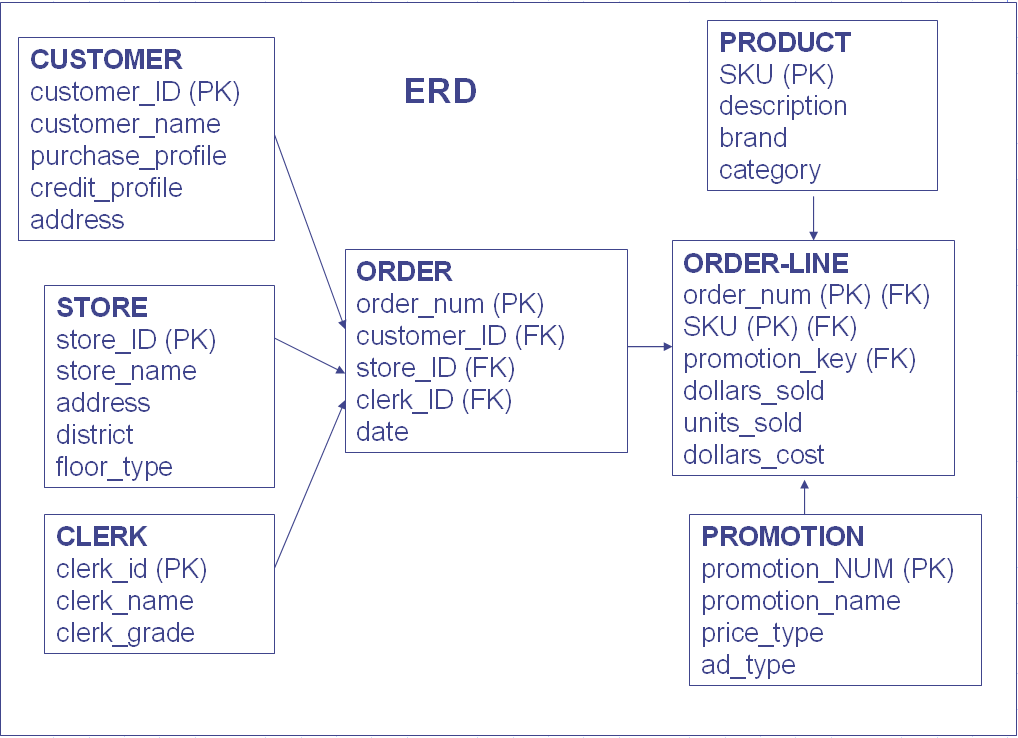 ERD
CUSTOMER
customer_ID (PK)
customer_name
purchase_profile
credit_profile
address
STORE
store_ID (PK)
store_name
address
district
floor_type
CLERK
clerk_id (PK)
clerk_name
clerk_grade
ORDER
order_num (PK)
customer_ID (FK)
store_ID (FK)
clerk_ID (FK)
date
PRODUCT
SKU (PK)
description
brand
category
ORDER-LINE
order_num (PK) (FK)
SKU (PK) (FK)
promotion_key (FK)
dollars_sold
units_sold
dollars_cost
PROMOTION
promotion_NUM (PK)
promotion_name
price_type
ad_type